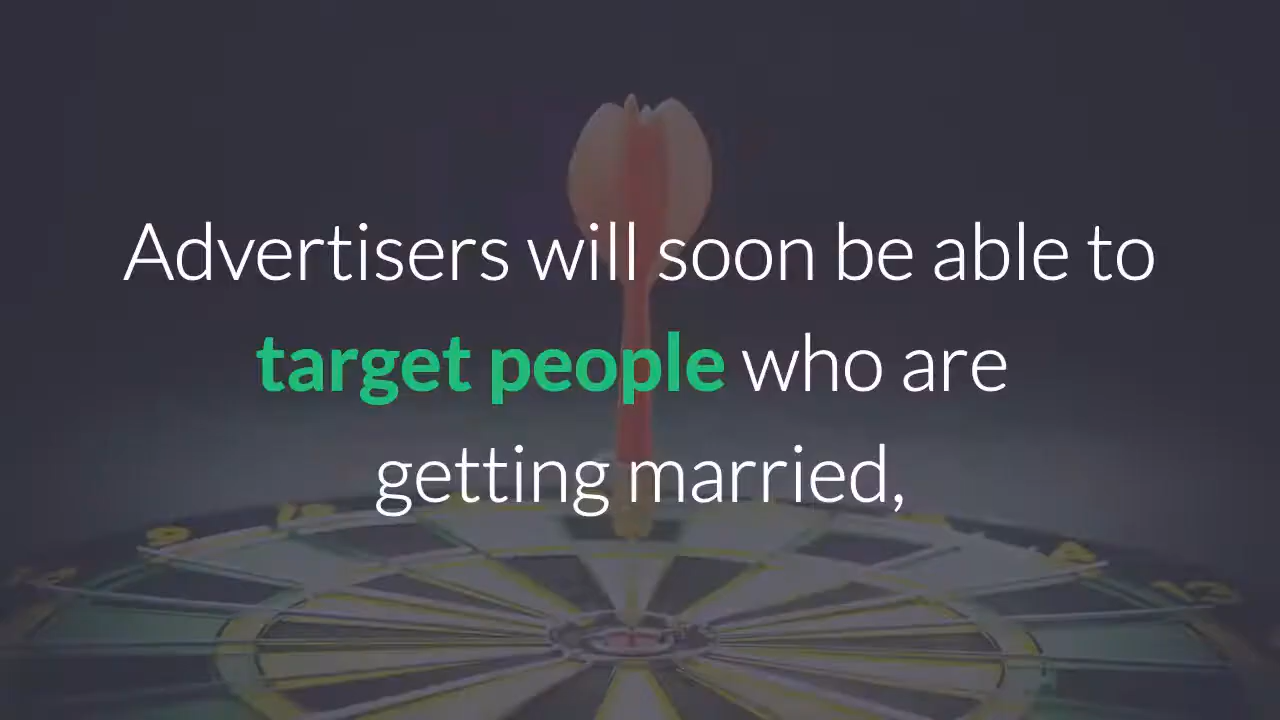 Advertisers will soon be able to
target people who are
getting married,